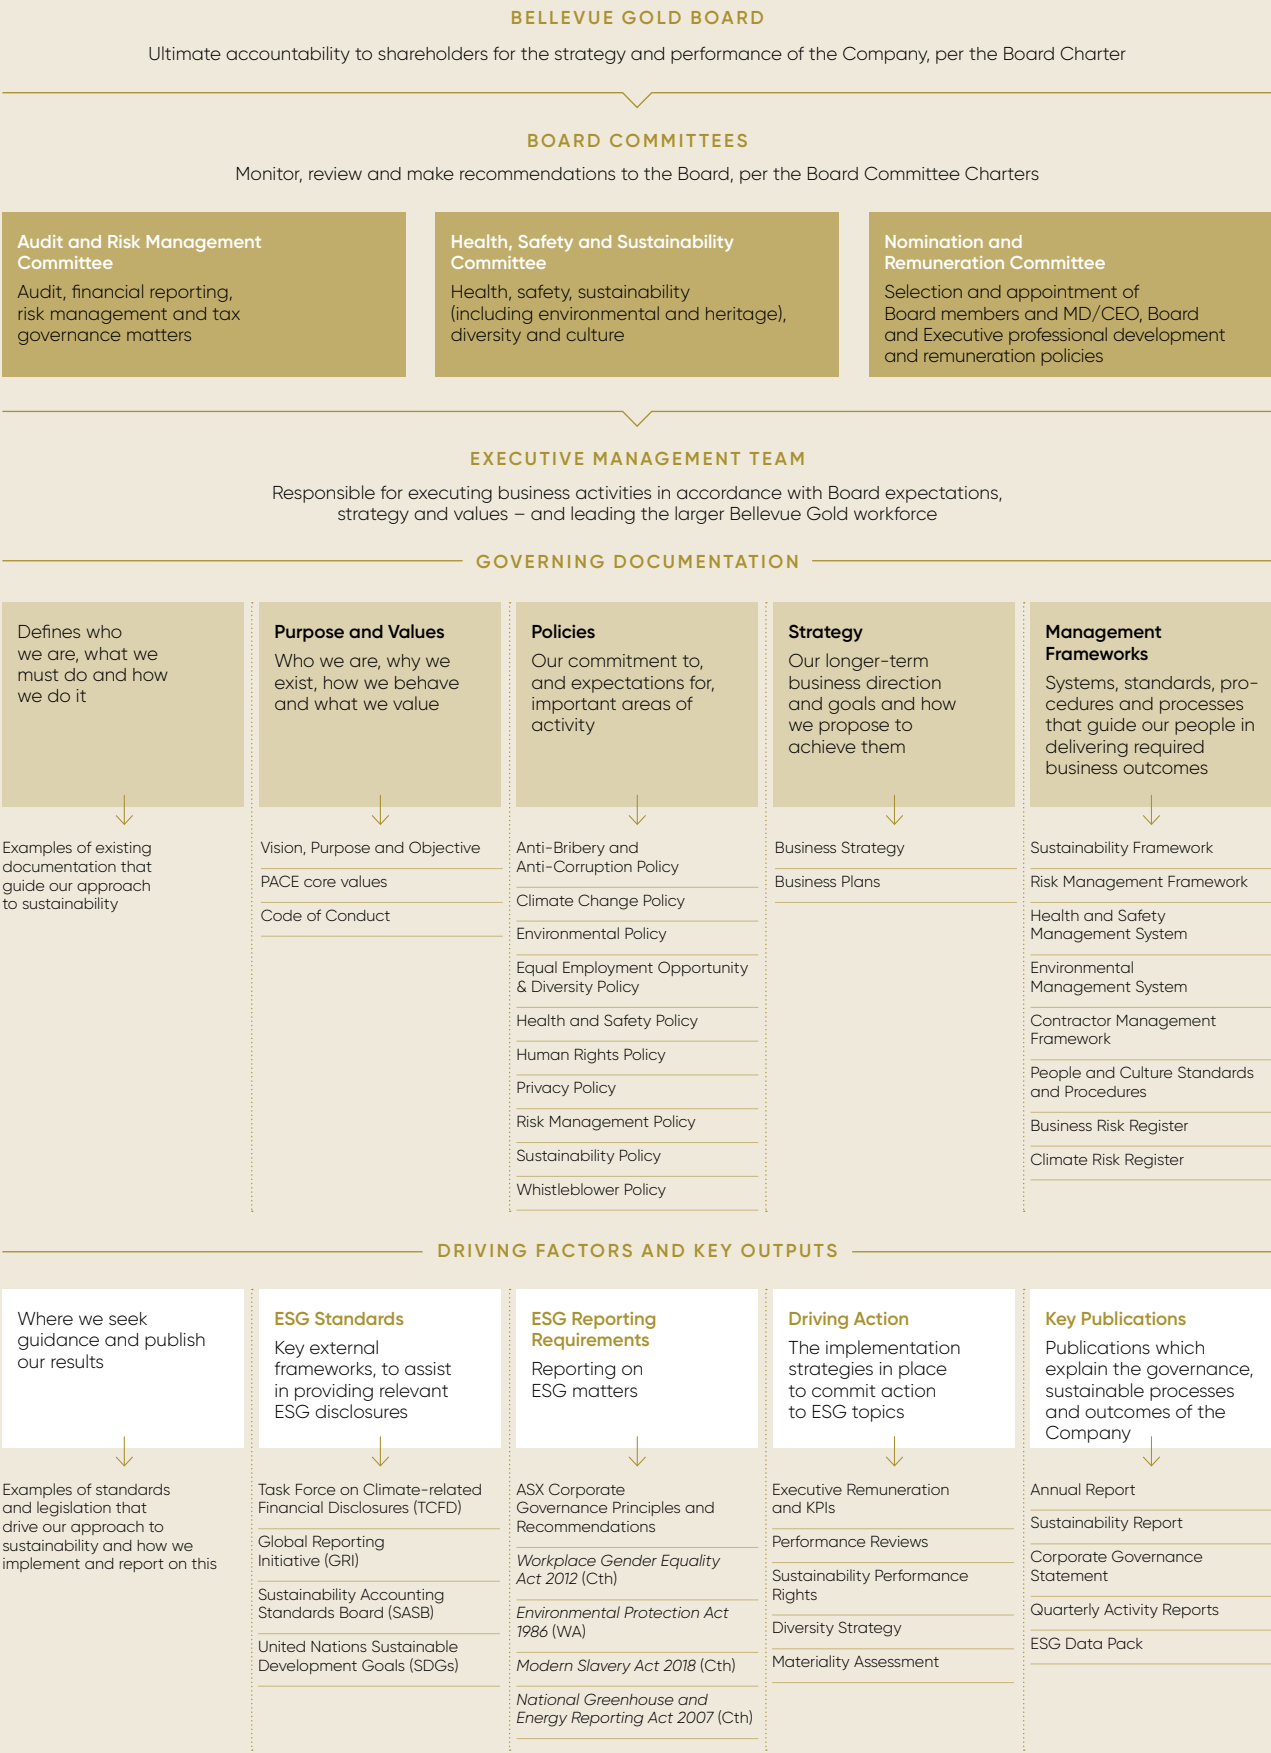 BELLEVUE GOLD BOARD
Ultimate accountability to shareholders for the strategy and performance of the Company, per the Board Charter
BOARD COMMITTEES
Monitor, review and make recommendations to the Board, per the Board Committee Charters
Audit and Risk Management
Committee
Audit, financial reporting,
risk management and tax
governance matters
Health, Safety and Sustainability
Committee
Health, safety, sustainability
(including environmental and heritage),
diversity and culture
Nomination and
Remuneration Committee
Selection and appointment of
Board members and MD/CEO, Board
and Executive professional development
and remuneration policies
EXECUTIVE MANAGEMENT TEAM
Responsible for executing business activities in accordance with Board expectations,
strategy and values – and leading the larger Bellevue Gold workforce
GOVERNING DOCUMENTATION
Defines who
we are, what we
must do and how
we do it
Examples of existing
documentation that
guide our approach
to sustainability
Purpose and Values
Who we are, why we
exist, how we behave
and what we value
Vision, Purpose and Objective
PACE core values
Code of Conduct
Policies
Our commitment to,
and expectations for,
important areas of
activity
Anti-Bribery and
Anti-Corruption Policy
Climate Change Policy
Environmental Policy
Equal Employment Opportunity
& Diversity Policy
Health and Safety Policy
Human Rights Policy
Privacy Policy
Risk Management Policy
Sustainability Policy
Whistleblower Policy
Strategy
Our longer-term
business direction
and goals and how
we propose to
achieve them
Business Strategy
Business Plans
Management
Frameworks
Systems, standards, pro-
cedures and processes
that guide our people in
delivering required
business outcomes
Sustainability Framework
Risk Management Framework
Health and Safety
Management System
Environmental
Management System
Contractor Management
Framework
People and Culture Standards
and Procedures
Business Risk Register
Climate Risk Register
DRIVING FACTORS AND KEY OUTPUTS
Where we seek
guidance and publish
our results
Examples of standards
and legislation that
drive our approach to
sustainability and how we
implement and report on this
ESG Standards
Key external
frameworks, to assist
in providing relevant
ESG disclosures
Task Force on Climate-related
Financial Disclosures (TCFD)
Global Reporting
Initiative (GRI)
Sustainability Accounting
Standards Board (SASB)
United Nations Sustainable
Development Goals (SDGs)
ESG Reporting
Requirements
Reporting on
ESG matters
ASX Corporate
Governance Principles and
Recommendations
Workplace Gender Equality
Act 2012 (Cth)
Environmental Protection Act
1986 (WA)
Modern Slavery Act 2018 (Cth)
National Greenhouse and
Energy Reporting Act 2007 (Cth)
Driving Action
The implementation
strategies in place
to commit action
to ESG topics
Executive Remuneration
and KPIs
Performance Reviews
Sustainability Performance
Rights
Diversity Strategy
Materiality Assessment
Key Publications
Publications which
explain the governance,
sustainable processes
and outcomes of the
Company
Annual Report
Sustainability Report
Corporate Governance
Statement
Quarterly Activity Reports
ESG Data Pack